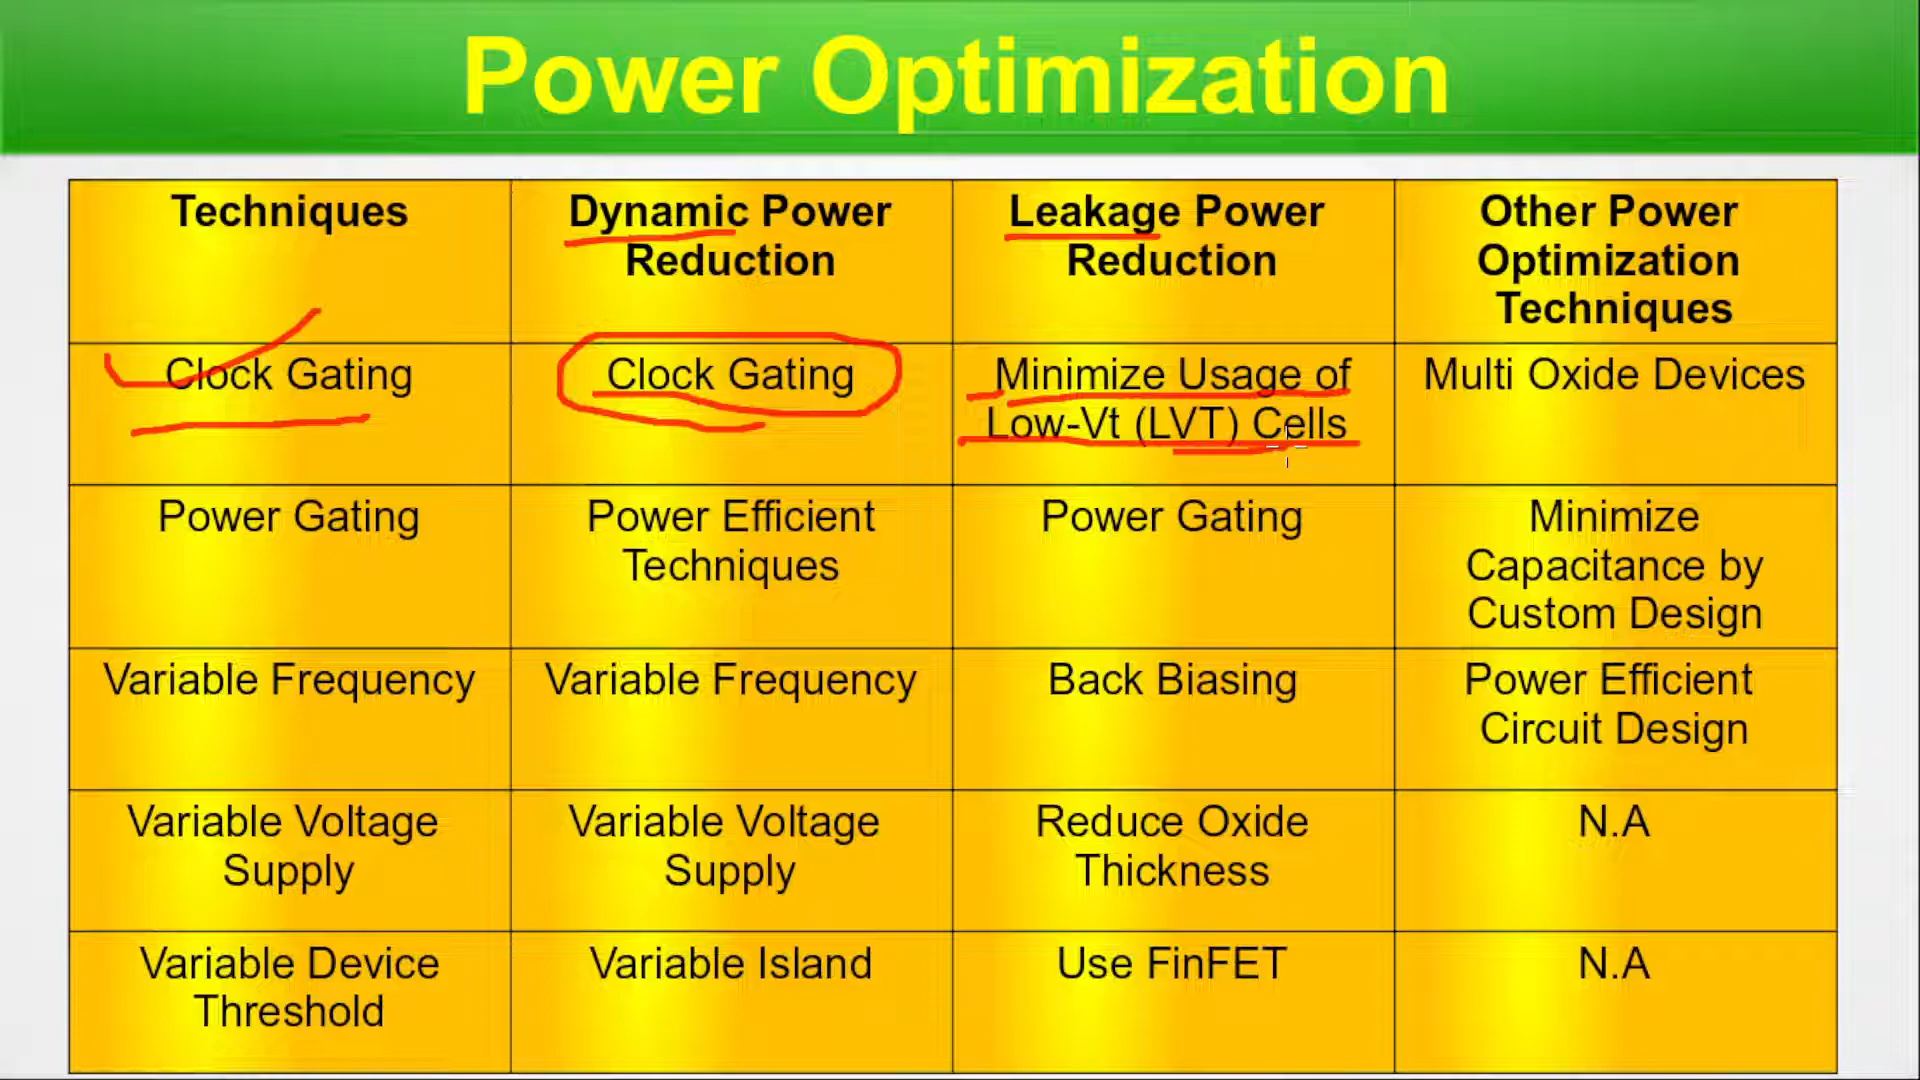 Power Optimization
Techniques
Dynamic Power
Reduction
Leakage Power
Reduction
Other Power
Optimization
Techniques
Clock Gating
Clock Gating
Minimize Usage of
Low-Vt (LVT) Cells
Multi Oxide Devices
Power Gating
Power Efficient
Techniques
Power Gating
Minimize
Capacitance by
Custom Design
Variable Frequency
Variable Frequency
Back Biasing
Power Efficient
Circuit Design
Variable Voltage
Supply
Variable Voltage
Supply
Reduce Oxide
Thickness
N.A
Variable Device
Threshold
Variable Island
Use FinFET
N.A